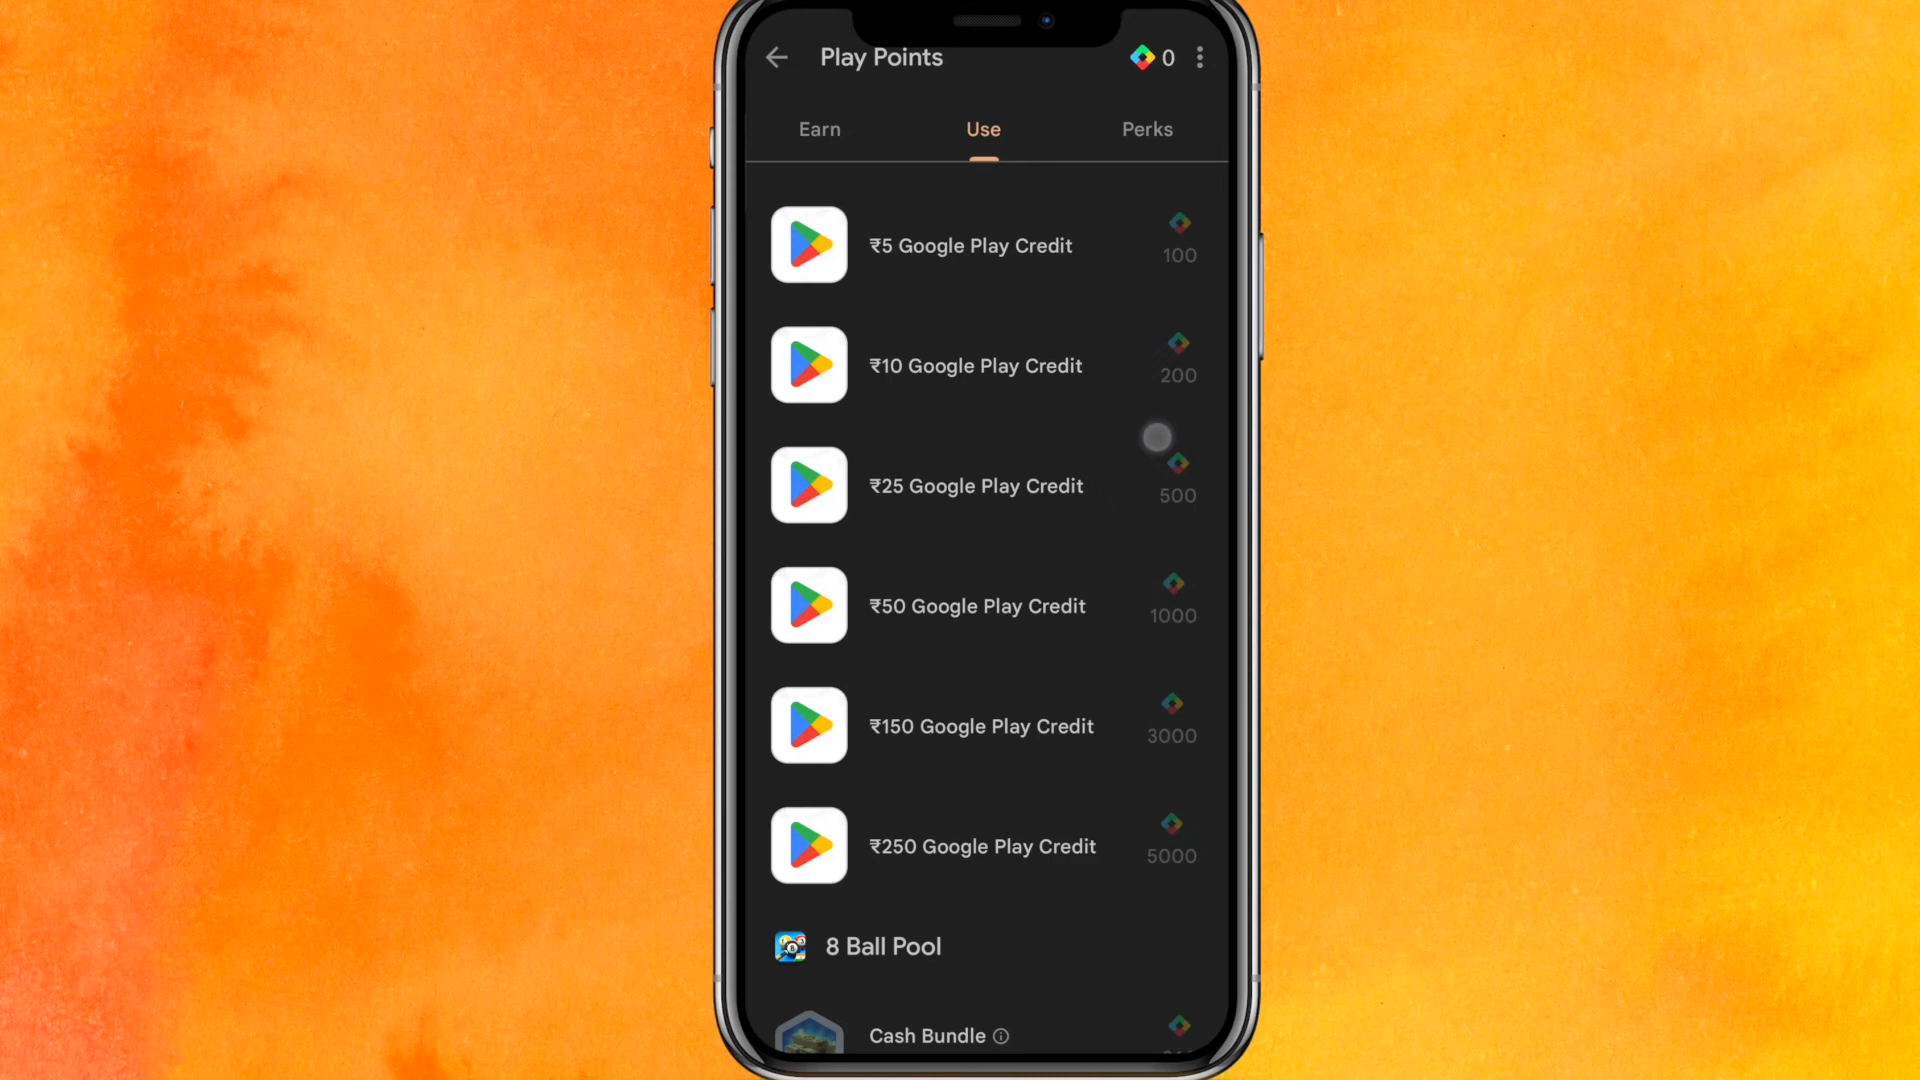 Play Points
0
Earn
Use
Perks
₹5 Google Play Credit
100
₹10 Google Play Credit
200
₹25 Google Play Credit
500
₹50 Google Play Credit
1000
₹150 Google Play Credit
3000
₹250 Google Play Credit
5000
8 Ball Pool
Cash Bundle